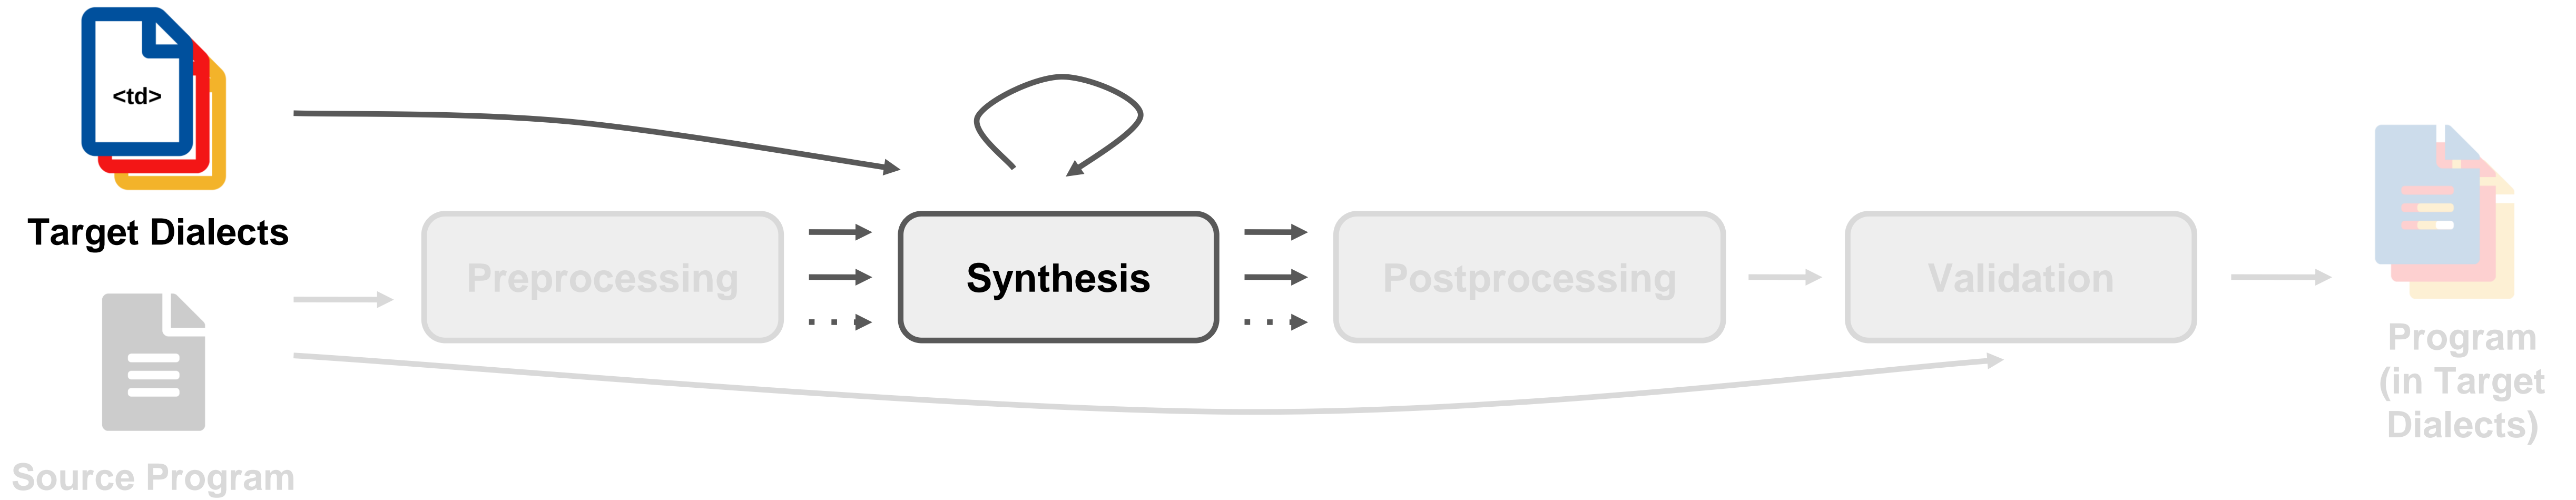 <td>
Target Dialects
Source Program
Preprocessing
Synthesis
Postprocessing
Validation
Program
(in Target
Dialects)